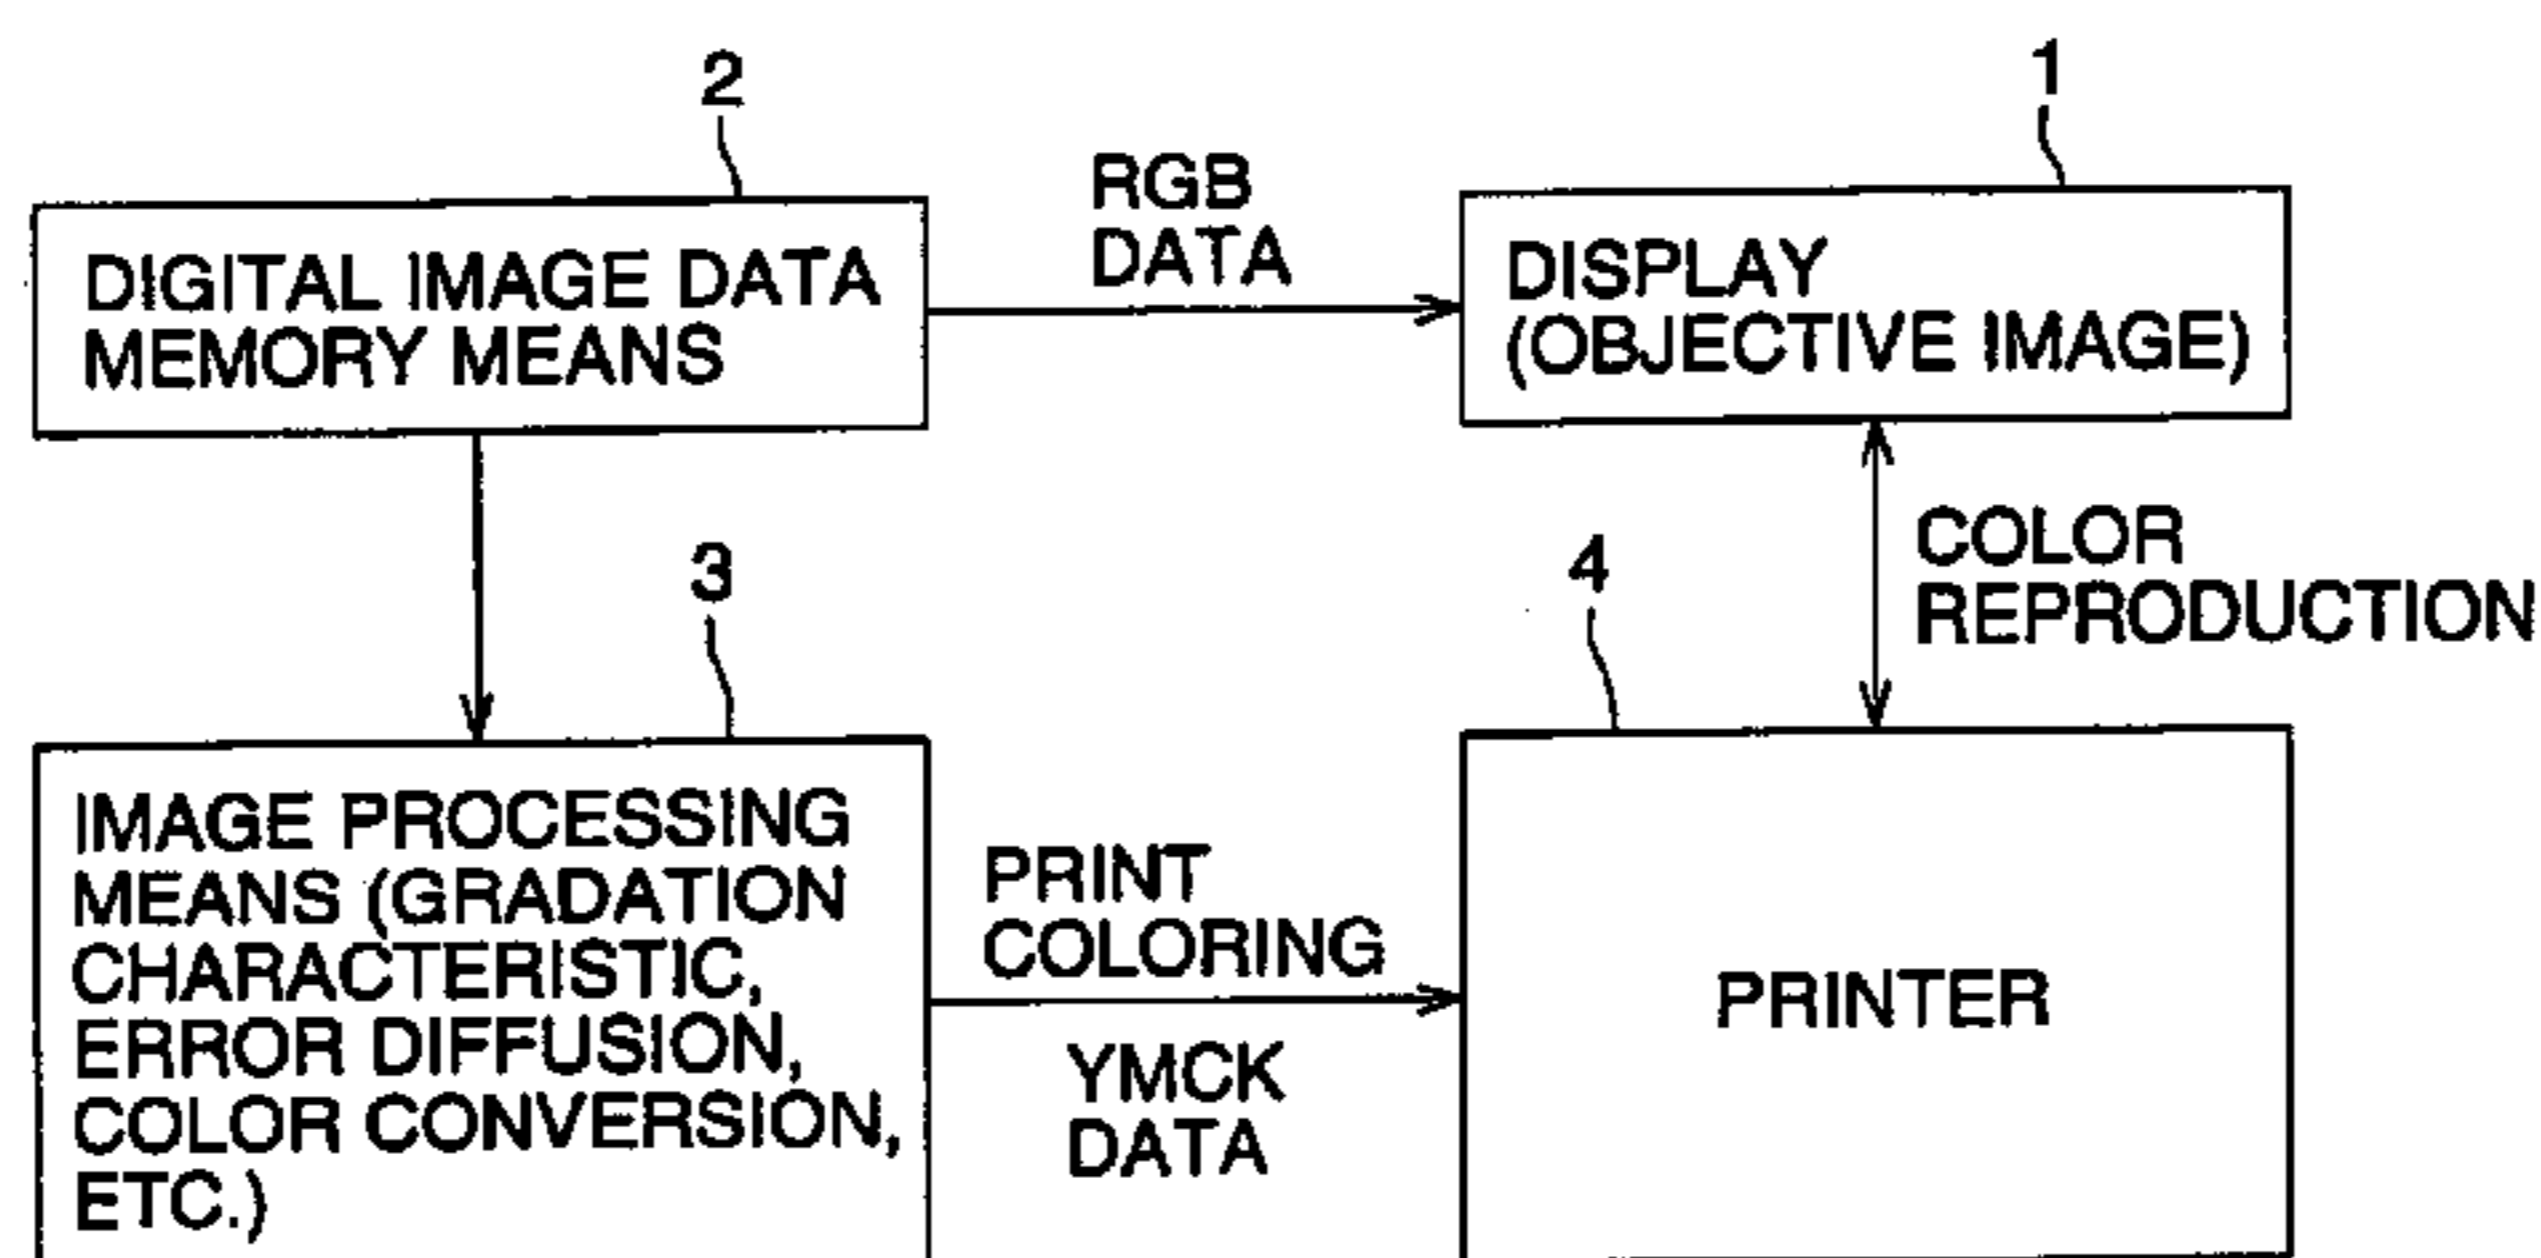 2
1
DIGITAL IMAGE DATA
MEMORY MEANS
RGB
DATA
DISPLAY
(OBJECTIVE IMAGE)
COLOR
REPRODUCTION
3
4
IMAGE PROCESSING
MEANS (GRADATION
CHARACTERISTIC,
ERROR DIFFUSION,
COLOR CONVERSION,
ETC.)
PRINT
COLORING
YMCK
DATA
PRINTER